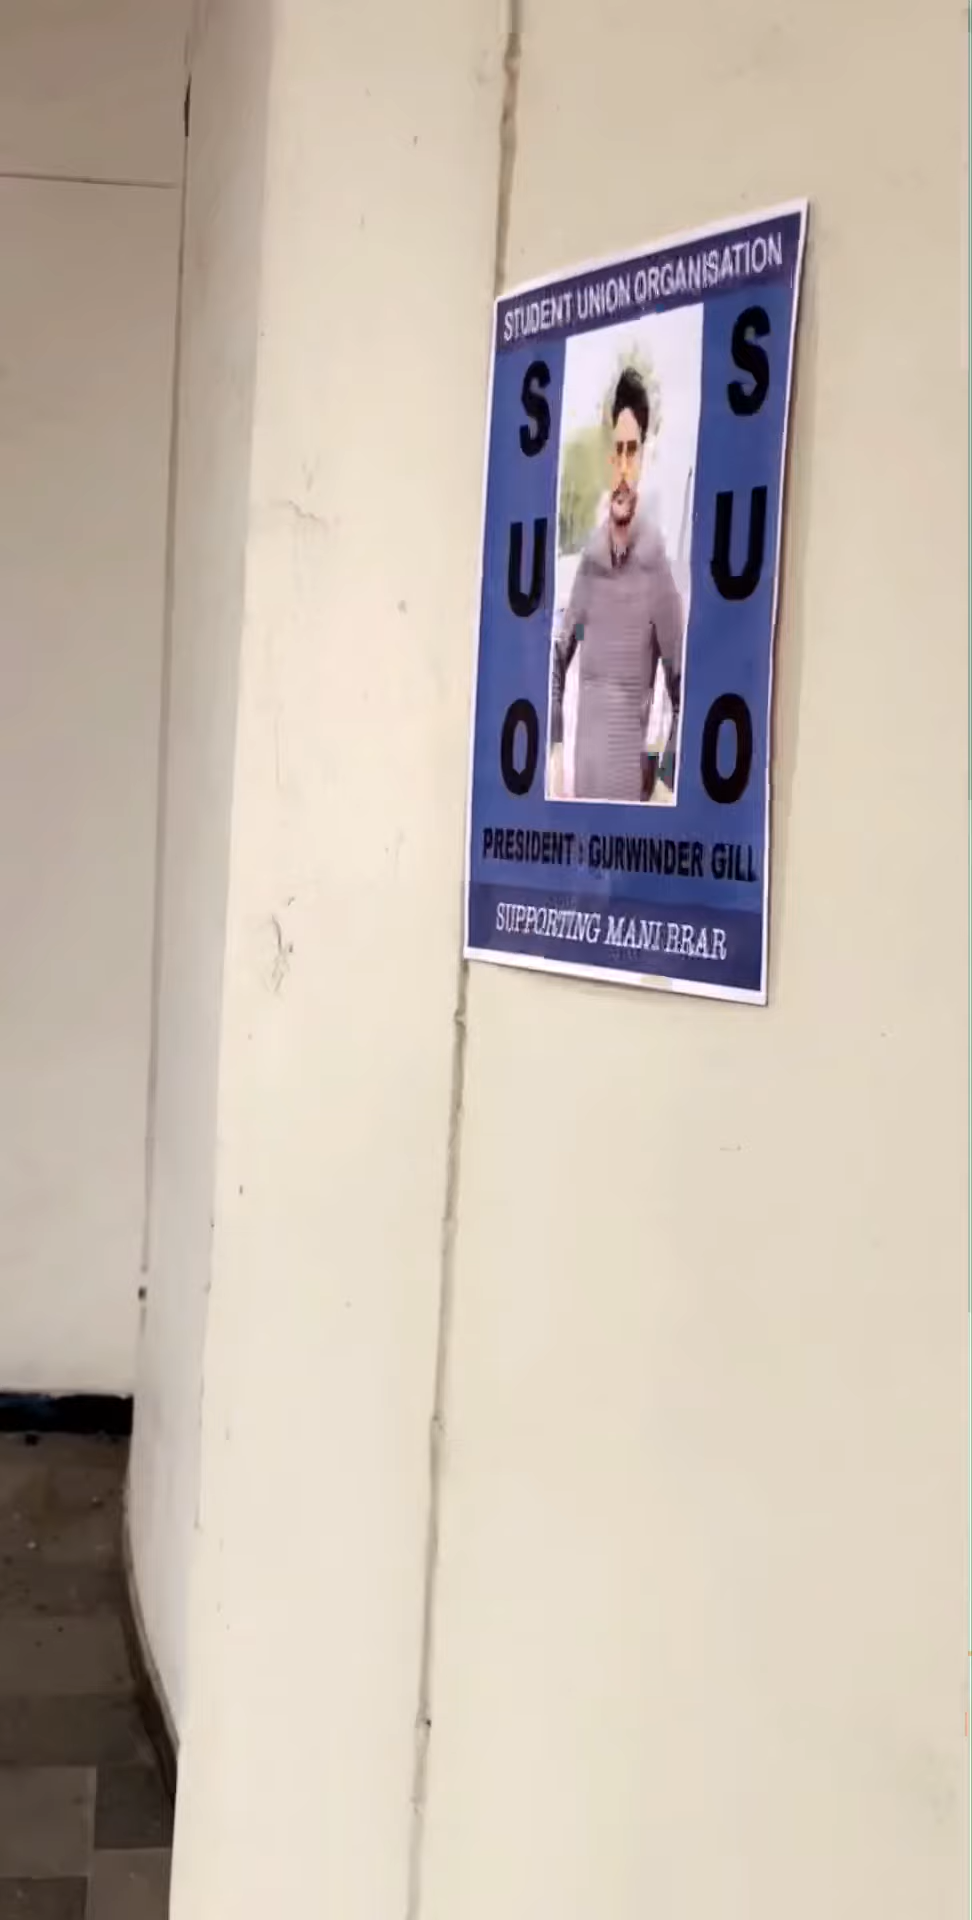 STUDENT UNION ORGANISATION
S
U
O
S
U
O
PRESIDENT : GURWINDER GILL
SUPPORTING MANI BRAR